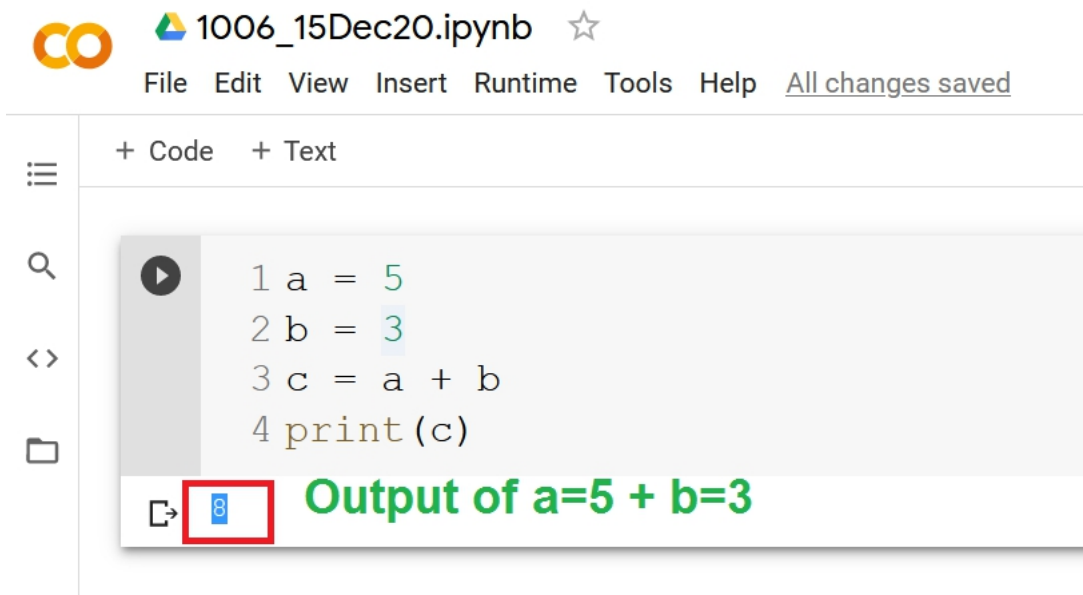 1006_15Dec20.ipynb
File Edit View Insert Runtime Tools Help All changes saved
+ Code + Text
1 a = 5
2 b = 3
3 c = a + b
4 print(c)
8 Output of a=5 + b=3